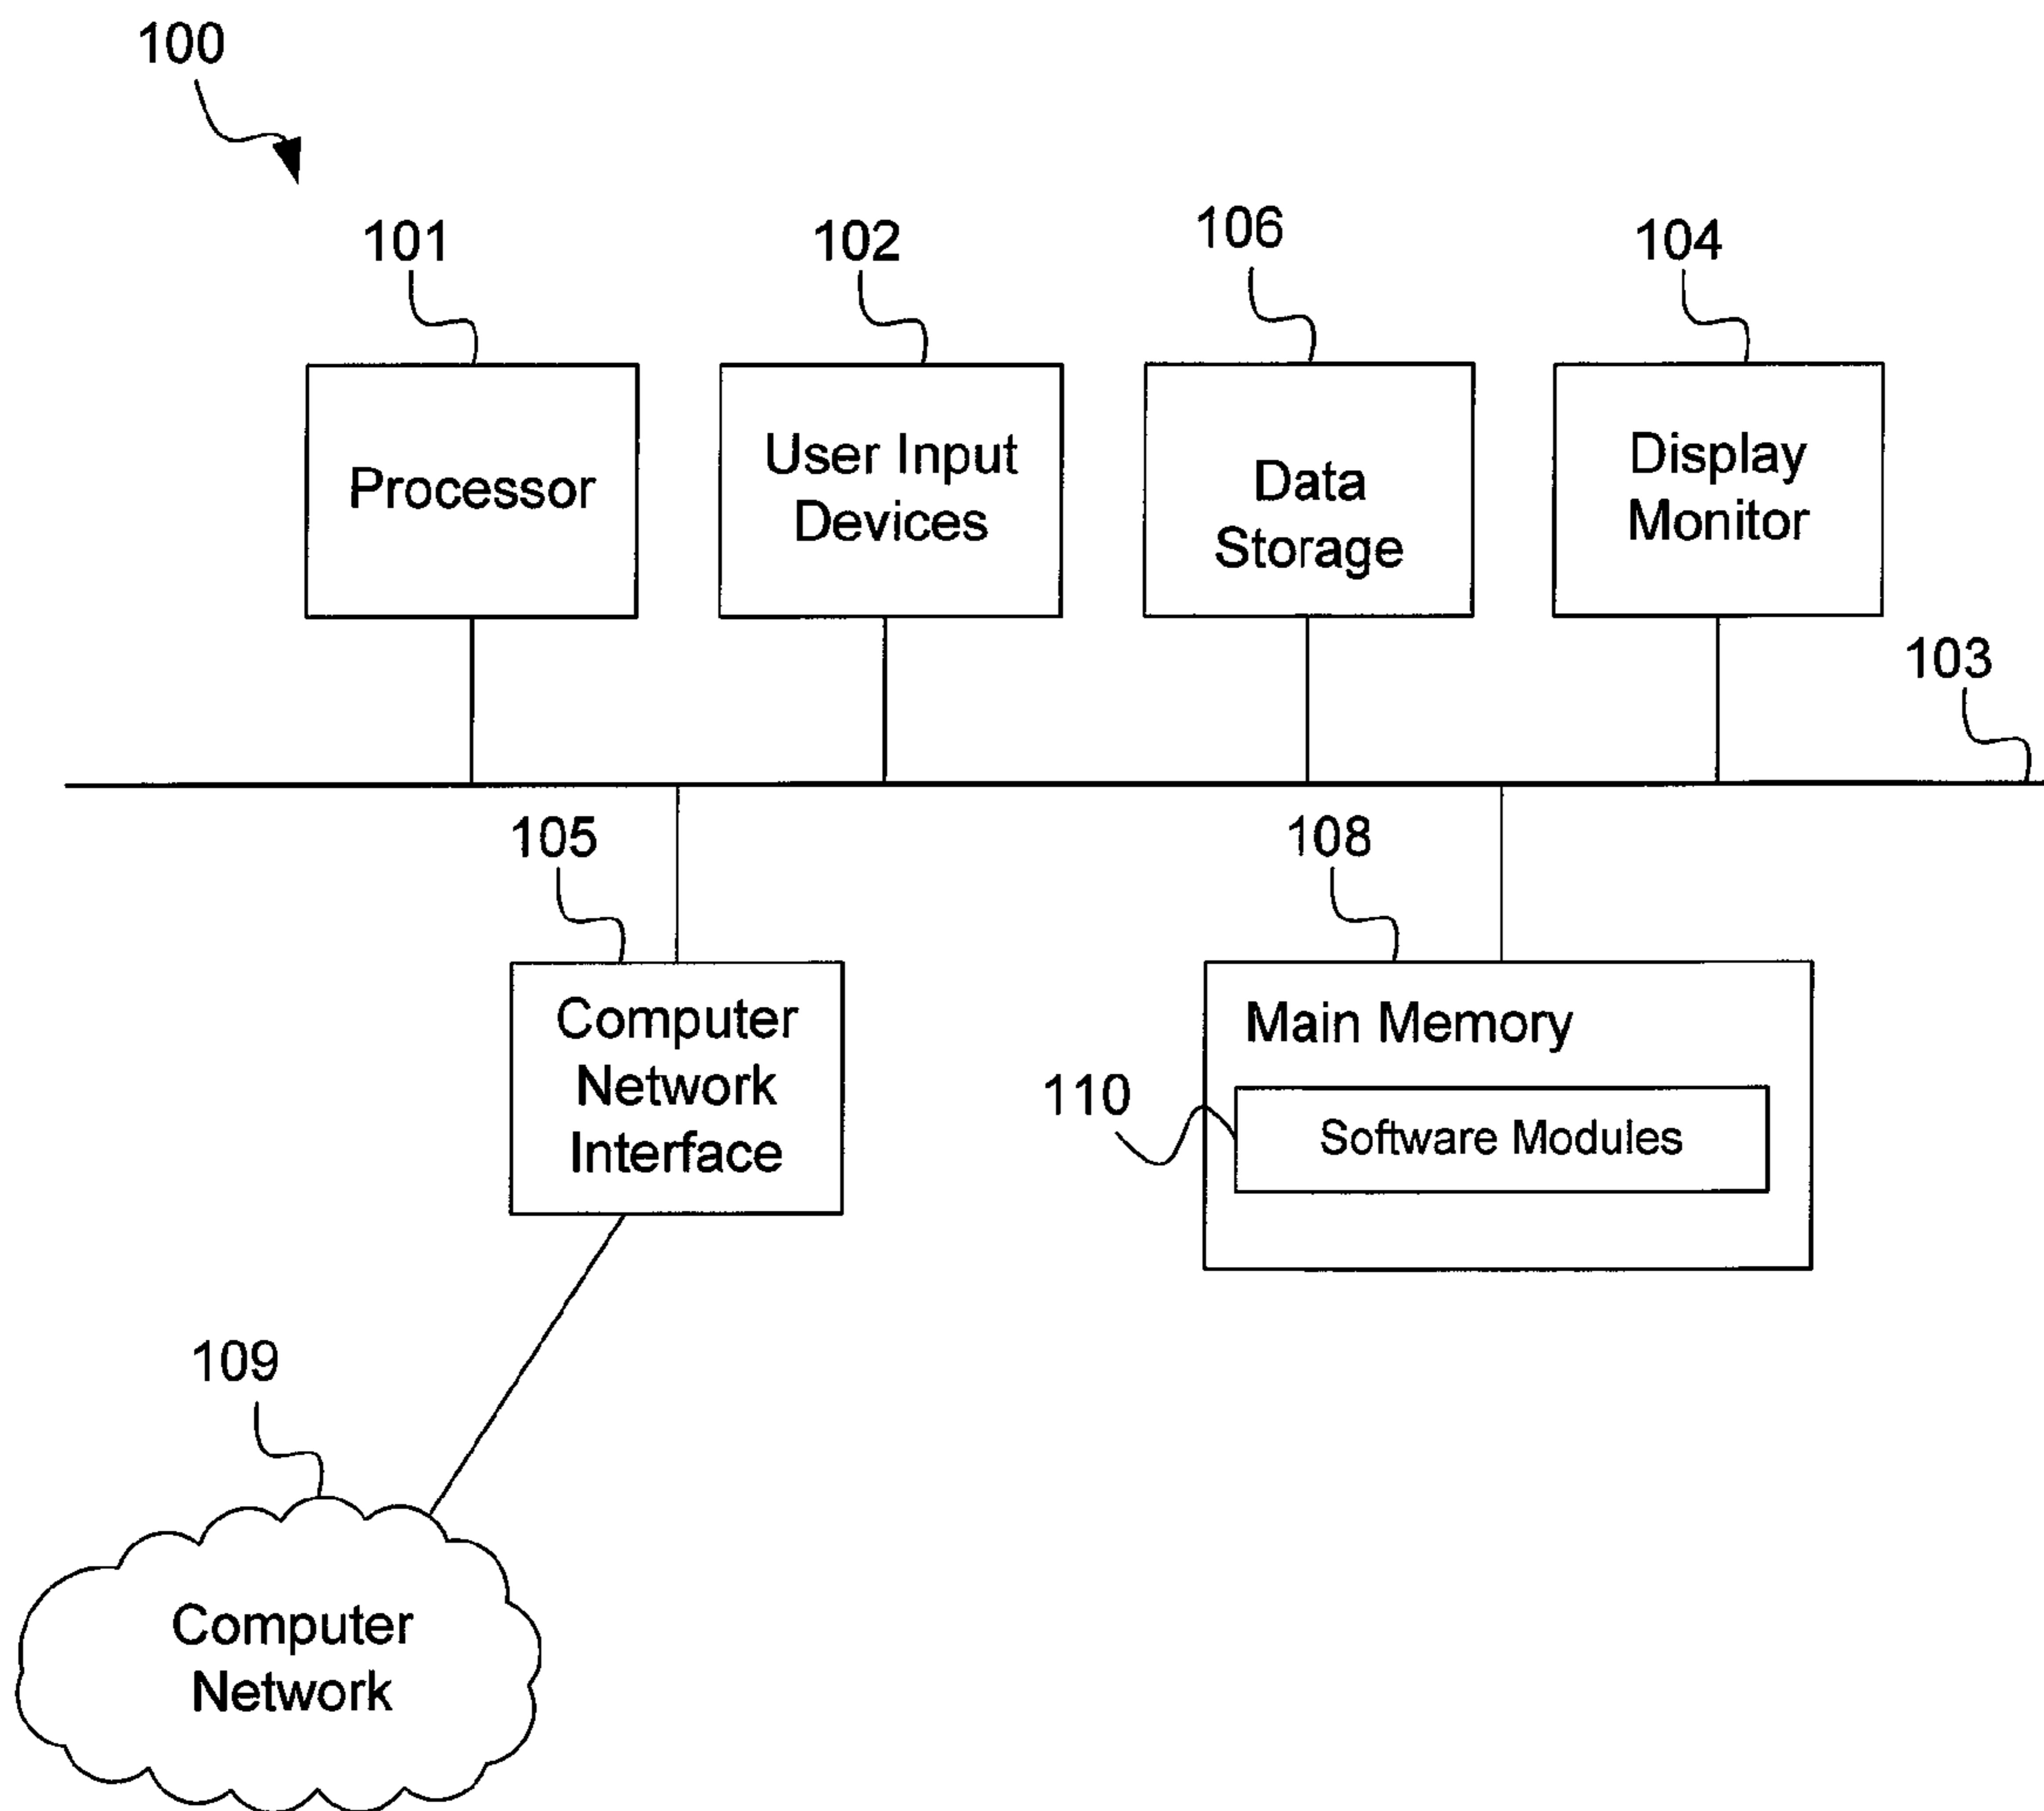 100
101
102
106
104
Processor
User Input
Devices
Data
Storage
Display
Monitor
103
105
108
Computer
Network
Interface
Main Memory
110
Software Modules
109
Computer
Network